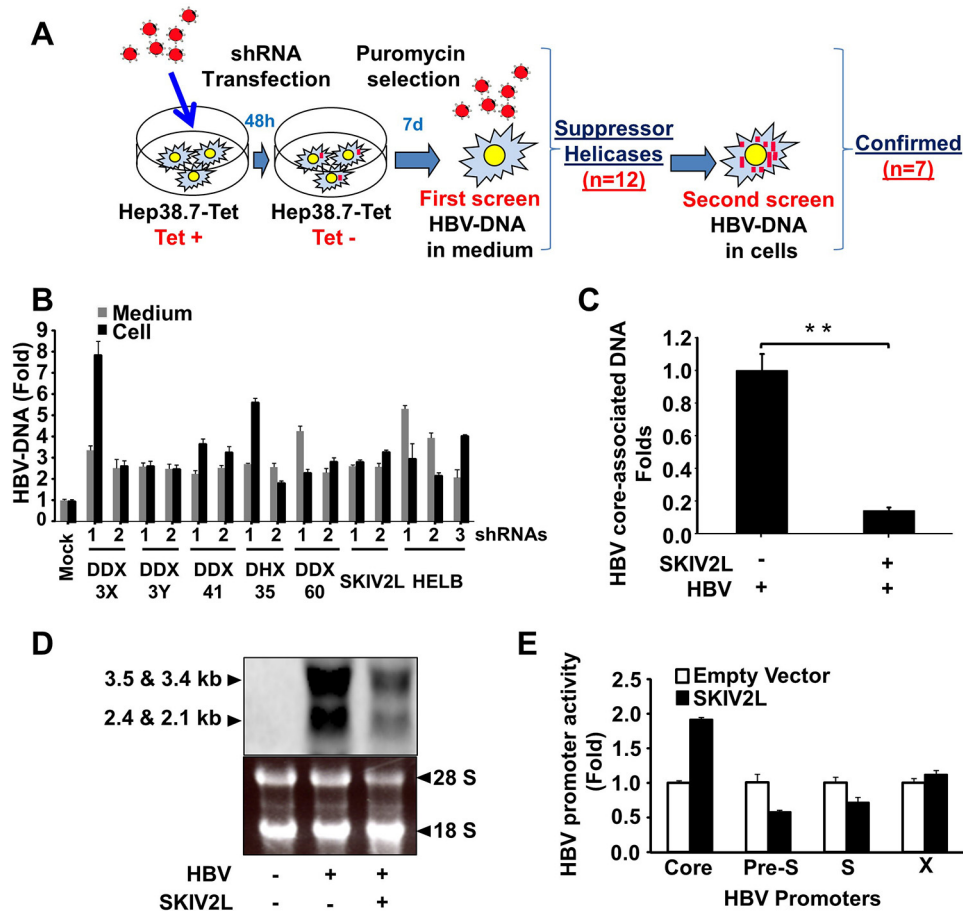 A
shRNA
Transfection
Puromycin
selection
48h
7d
Hep38.7-Tet
Tet +
Hep38.7-Tet
Tet -
First screen
HBV-DNA
in medium
Suppressor
Helicases
(n=12)
Second screen
HBV-DNA
in cells
Confirmed
(n=7)
B
Medium
Cell
HBV-DNA (Fold)
9
8
7
6
5
4
3
2
1
0
Mock
1 2 1 2 1 2 1 2 1 2 1 2 1 2 3 shRNAs
DDX 3X
DDX 3Y
DDX 41
DHX 35
DDX 60
SKIV2L
HELB
C
HBV core-associated DNA
Folds
1.2
1.0
0.8
0.6
0.4
0.2
0
**
SKIV2L - +
HBV + +
D
3.5 & 3.4 kb
2.4 & 2.1 kb
28 S
18 S
HBV - + +
SKIV2L - - +
E
Empty Vector
SKIV2L
HBV promoter activity
(Fold)
2.5
2.0
1.5
1.0
0.5
0.0
Core Pre-S S X
HBV Promoters